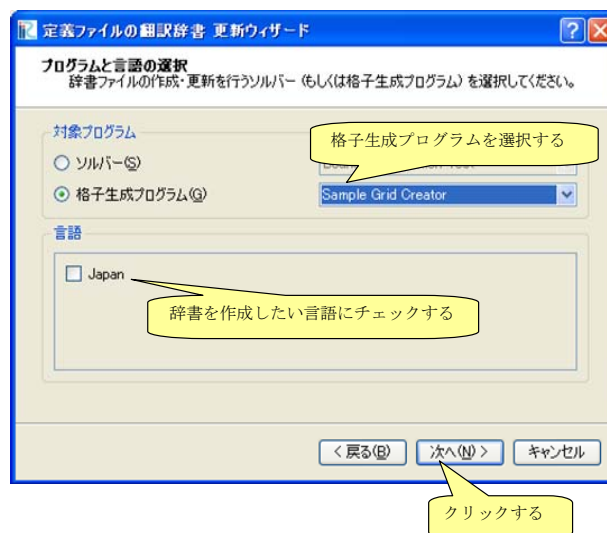 定義ファイルの翻訳辞書 更新ウィザード
プログラムと言語の選択
辞書ファイルの作成・更新を行うソルバー (もしくは格子生成プログラム) を選択してください。
対象プログラム
格子生成プログラムを選択する
ソルバー(S)
格子生成プログラム(G)
Sample Grid Creator
言語
Japan
辞書を作成したい言語にチェックする
< 戻る(B)
次へ(N) >
キャンセル
クリックする